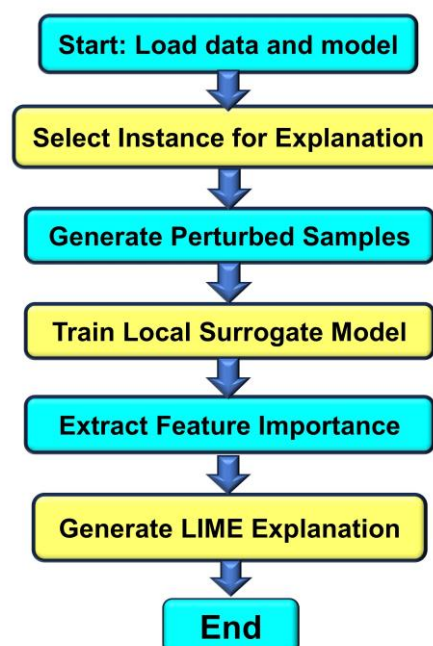 Start: Load data and model
Select Instance for Explanation
Generate Perturbed Samples
Train Local Surrogate Model
Extract Feature Importance
Generate LIME Explanation
End